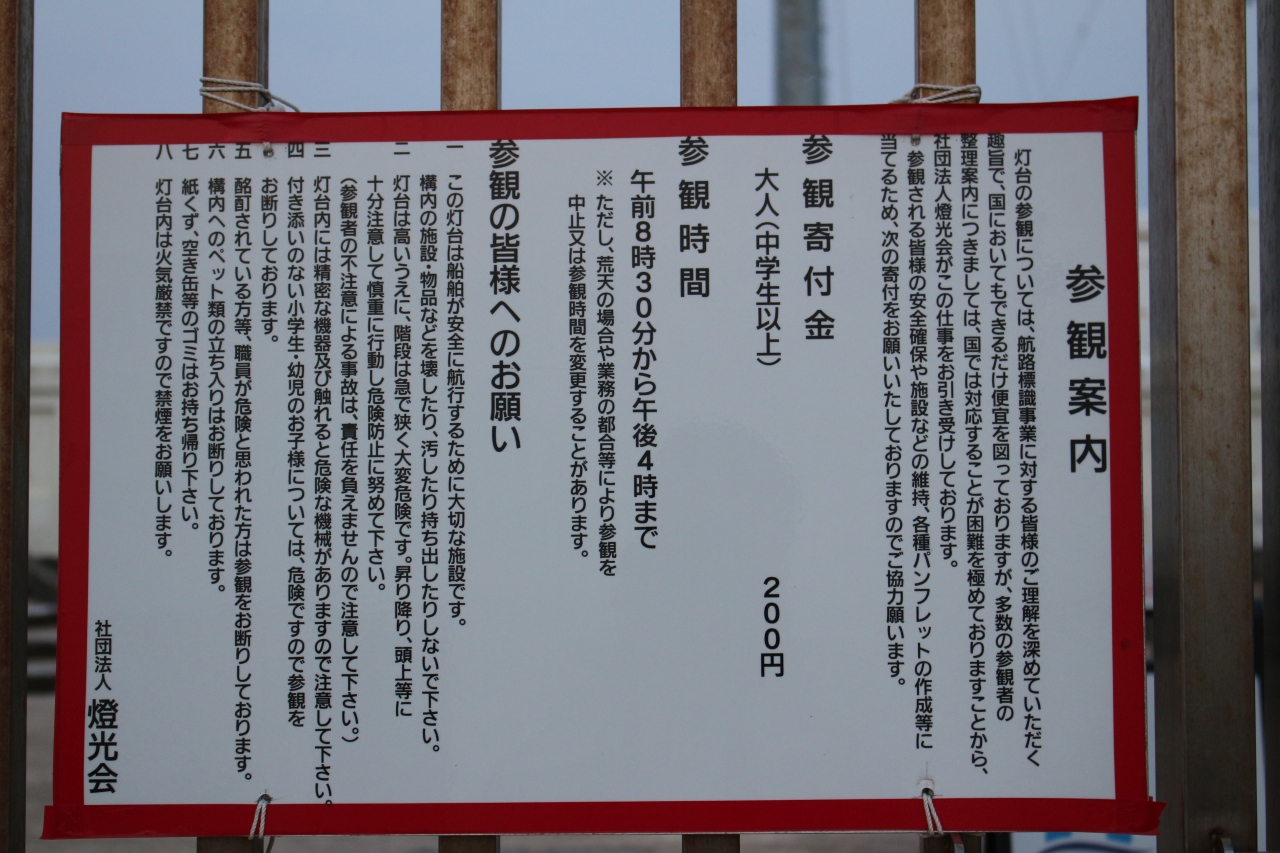 参観案内
灯台の参観については、航路標識事業に対する皆様のご理解を深めていただく
趣旨で、国においてもできるだけ便宜を図っておりますが、多数の参観者の
整理案内につきましては、国では対応することが困難を極めておりますことから、
社団法人燈光会がこの仕事をお引き受けしております。
参観される皆様の安全確保や施設などの維持、各種パンフレットの作成等に
当てるため、次の寄付をお願いいたしておりますのでご協力願います。
参観寄付金
大人(中学生以上) 200円
参観時間
午前8時30分から午後4時まで
※ただし、荒天の場合や業務の都合等により参観を
中止又は参観時間を変更することがあります。
参観の皆様へのお願い
一 この灯台は船舶が安全に航行するために大切な施設です。
構内の施設・物品などを壊したり、汚したり持ち出したりしないで下さい。
二 灯台は高いうえに、階段は急で狭く大変危険です。昇り降り、頭上等に
十分注意して慎重に行動し危険防止に努めて下さい。
(参観者の不注意による事故は、責任を負えませんので注意して下さい。)
三 灯台内には精密な機器及び触れると危険な機械がありますので注意して下さい。
四 付き添いのない小学生・幼児のお子様については、危険ですので参観を
お断りしております。
五 酩酊されている方等、職員が危険と思われた方は参観をお断りしております。
六 構内へのペット類の立ち入りはお断りしております。
七 紙くず、空き缶等のゴミはお持ち帰り下さい。
八 灯台内は火気厳禁ですので禁煙をお願いします。
社団法人 燈光会